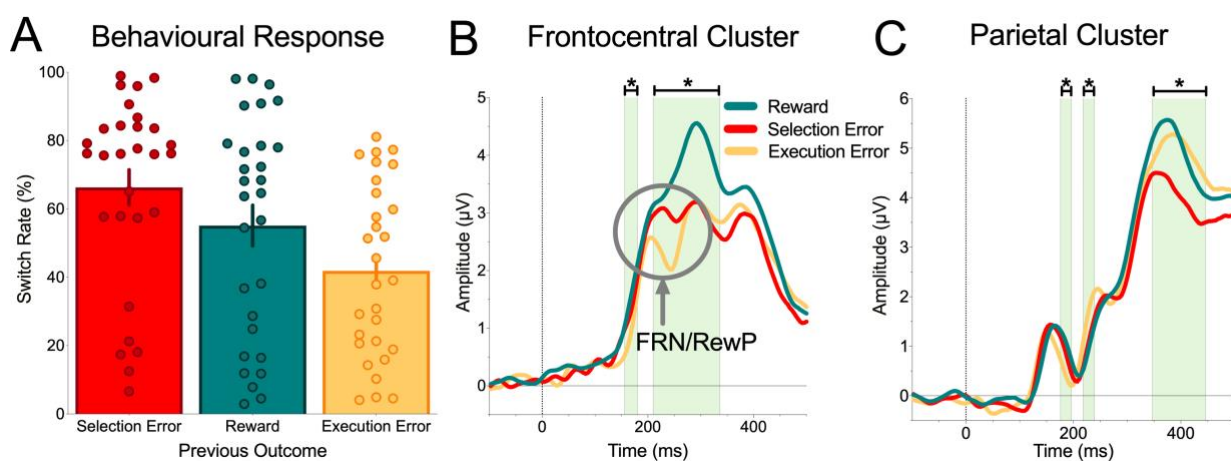 A
Behavioural Response
Switch Rate (%)
100
80
60
40
20
0
Selection Error
Reward
Execution Error
Previous Outcome
B
Frontocentral Cluster
*
*
Reward
Selection Error
Execution Error
Amplitude (µV)
5
4
3
2
1
0
FRN/RewP
0
200
400
Time (ms)
C
Parietal Cluster
*
*
*
Amplitude (µV)
6
5
4
3
2
1
0
0
200
400
Time (ms)